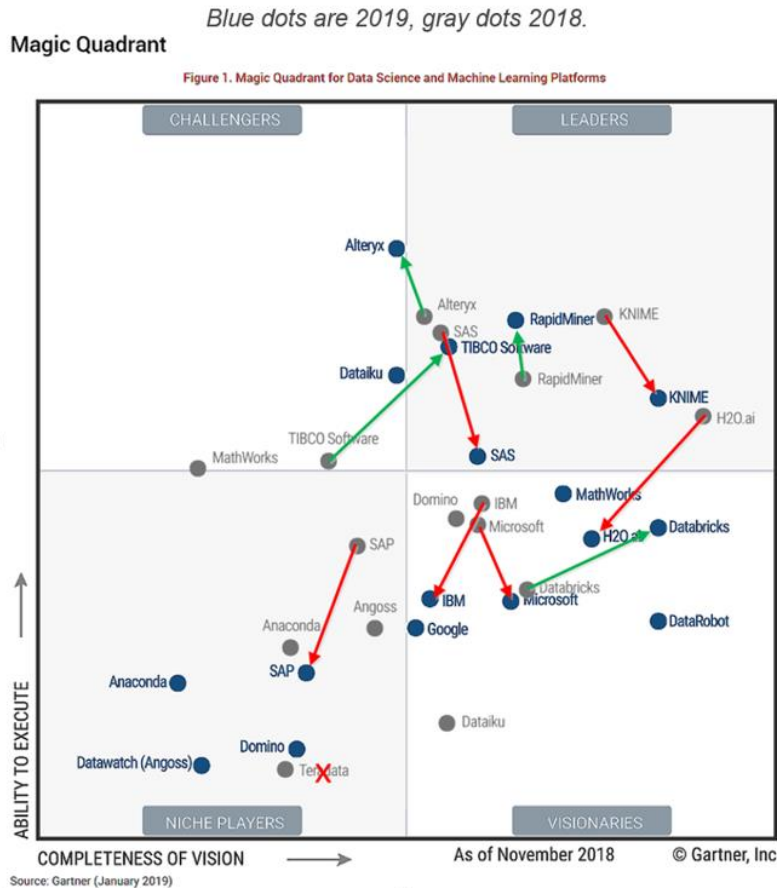 Blue dots are 2019, gray dots 2018.
Magic Quadrant
Figure 1. Magic Quadrant for Data Science and Machine Learning Platforms
CHALLENGERS
LEADERS
Alteryx
Alteryx
SAS
RapidMiner
KNIME
TIBCO Software
Dataiku
RapidMiner
KNIME
H2O.ai
TIBCO Software
MathWorks
SAS
MathWorks
Domino
IBM
Microsoft
H2O.ai
Databricks
SAP
Databricks
IBM
Microsoft
Angoss
Google
DataRobot
Anaconda
SAP
Anaconda
Dataiku
Domino
Datawatch (Angoss)
Teradata
NICHE PLAYERS
VISIONARIES
ABILITY TO EXECUTE
COMPLETENESS OF VISION
As of November 2018
© Gartner, Inc
Source: Gartner (January 2019)